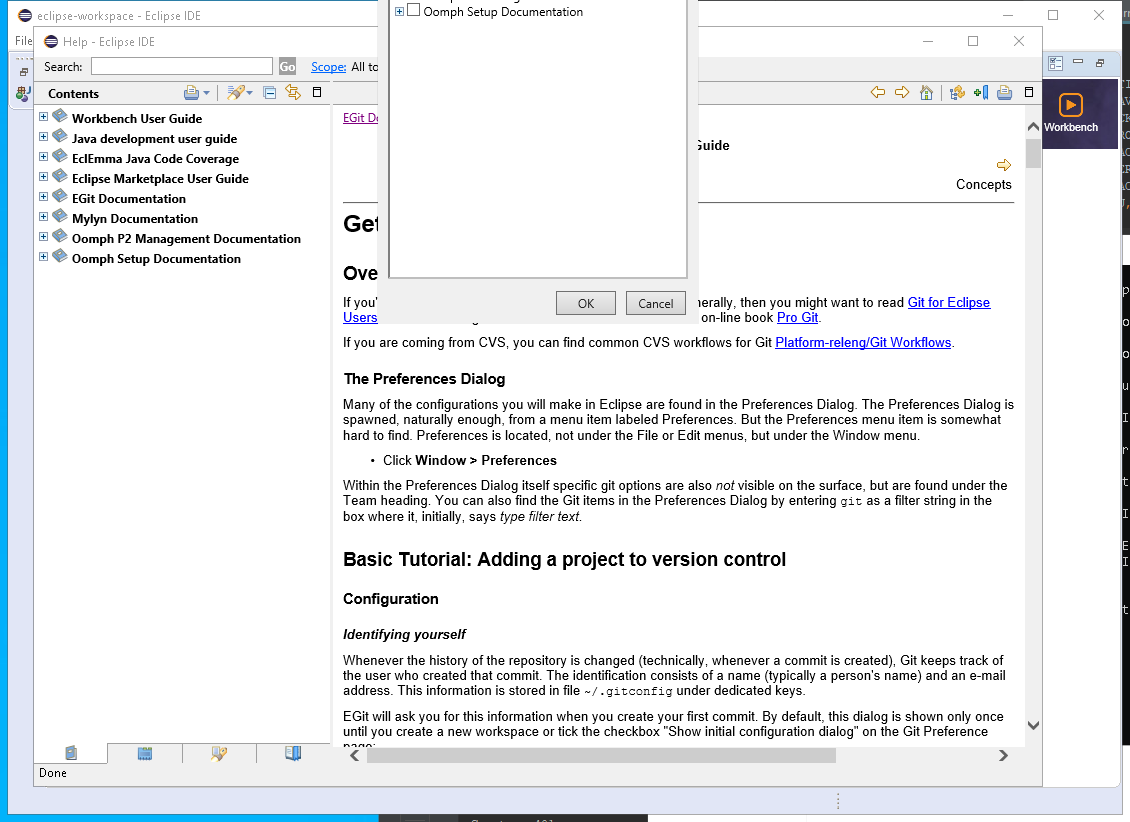 eclipse-workspace - Eclipse IDE
File
Help - Eclipse IDE
Oomph Setup Documentation
Search:
Go
Scope: All to
Contents
Workbench User Guide
Java development user guide
EclEmma Java Code Coverage
Eclipse Marketplace User Guide
EGit Documentation
Mylyn Documentation
Oomph P2 Management Documentation
Oomph Setup Documentation
OK
Cancel
Workbench
EGit Do
Guide
Concepts
Get
Ove
If you'
nerally, then you might want to read Git for Eclipse
Users
on-line book Pro Git.
If you are coming from CVS, you can find common CVS workflows for Git Platform-releng/Git Workflows.
The Preferences Dialog
Many of the configurations you will make in Eclipse are found in the Preferences Dialog. The Preferences Dialog is
spawned, naturally enough, from a menu item labeled Preferences. But the Preferences menu item is somewhat
hard to find. Preferences is located, not under the File or Edit menus, but under the Window menu.
• Click Window > Preferences
Within the Preferences Dialog itself specific git options are also not visible on the surface, but are found under the
Team heading. You can also find the Git items in the Preferences Dialog by entering git as a filter string in the
box where it, initially, says type filter text.
Basic Tutorial: Adding a project to version control
Configuration
Identifying yourself
Whenever the history of the repository is changed (technically, whenever a commit is created), Git keeps track of
the user who created that commit. The identification consists of a name (typically a person's name) and an e-mail
address. This information is stored in file ~/.gitconfig under dedicated keys.
EGit will ask you for this information when you create your first commit. By default, this dialog is shown only once
until you create a new workspace or tick the checkbox "Show initial configuration dialog" on the Git Preference
page:
Done